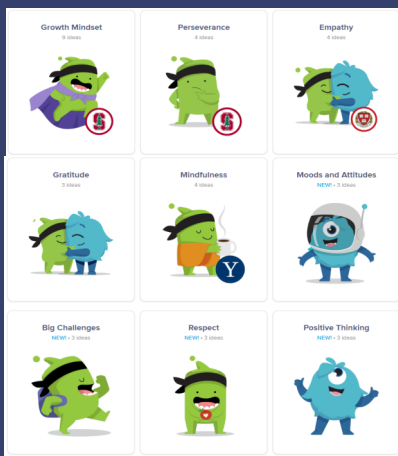 Growth Mindset
Perseverance
Empathy
9 ideas
4 ideas
4 ideas
S
S
Gratitude
Mindfulness
Moods and Attitudes
3 ideas
4 ideas
NEW! • 3 ideas
Y
Big Challenges
Respect
Positive Thinking
NEW! • 3 ideas
NEW! • 3 ideas
NEW! • 3 ideas